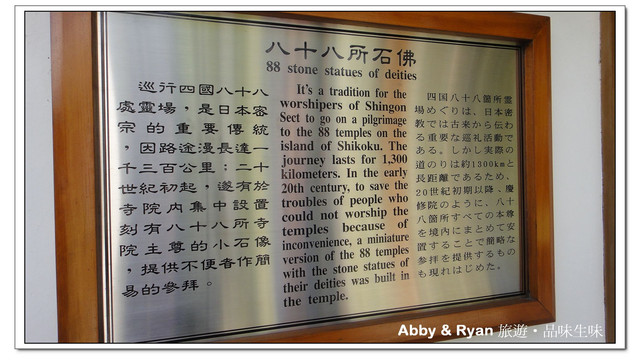 八十八所石佛
88 stone statues of deities
巡行四國八十八
處靈場，是日本密
宗的重要傳統
，因路途漫長達一
千三百公里；二十
世紀初起，遂有於
寺院內集中設置
刻有八十八所寺
院主尊的小石像
，提供不便者作簡
易的參拜。
It's a tradition for the
worshipers of Shingon
Sect to go on a pilgrimage
to the 88 temples on the
island of Shikoku. The
journey lasts for 1,300
kilometers. In the early
20th century, to save the
troubles of people who
could not worship the
temples because of
inconvenience, a miniature
version of the 88 temples
with the stone statues of
their deities was built in
the temple.
四国八十八箇所霊
場めぐりは、日本密
教では古来から伝わ
る重要な巡礼活動で
ある。しかし実際の
道のりは約1300kmと
長距離であるため、
20世紀初期以降、慶
修院のように、八十
八箇所すべての本尊
を境内にまとめて安
置することで簡略な
参拝を提供するもの
も現れはじめた。
Abby & Ryan 旅遊‧品味生味